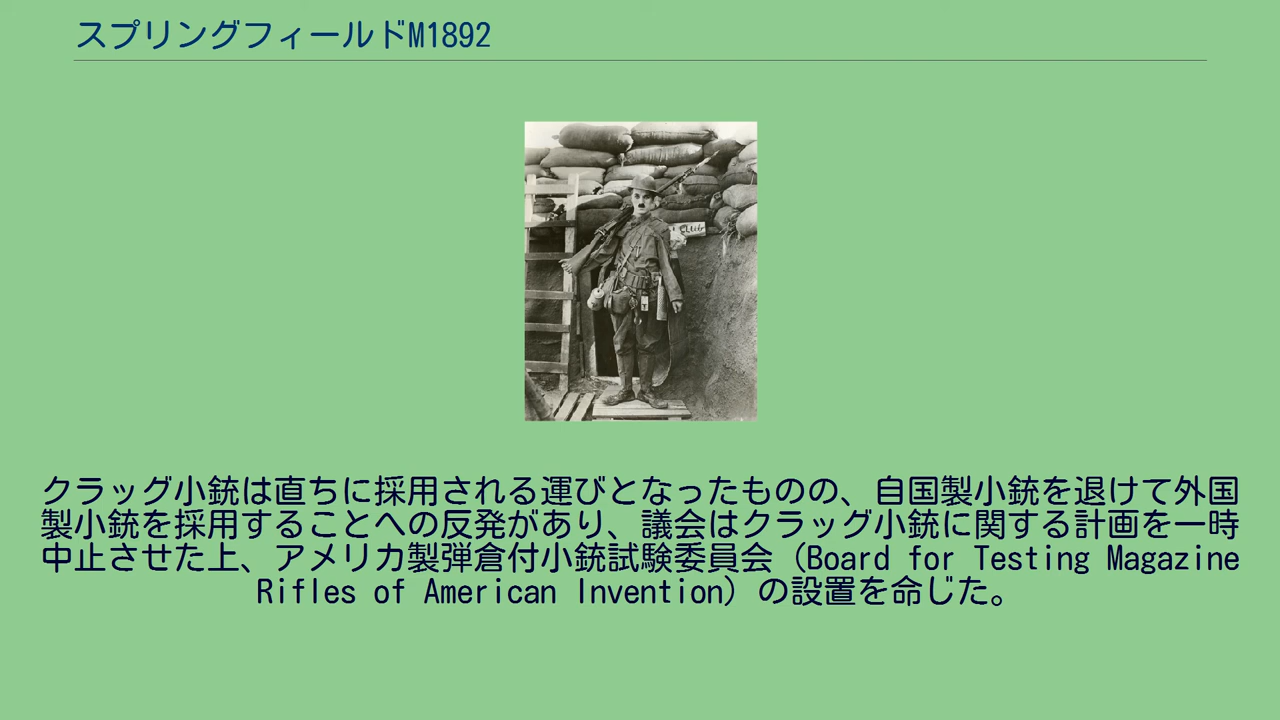 スプリングフィールドM1892
クラッグ小銃は直ちに採用される運びとなったものの、自国製小銃を退けて外国
製小銃を採用することへの反発があり、議会はクラッグ小銃に関する計画を一時
中止させた上、アメリカ製弾倉付小銃試験委員会（Board for Testing Magazine
Rifles of American Invention）の設置を命じた。